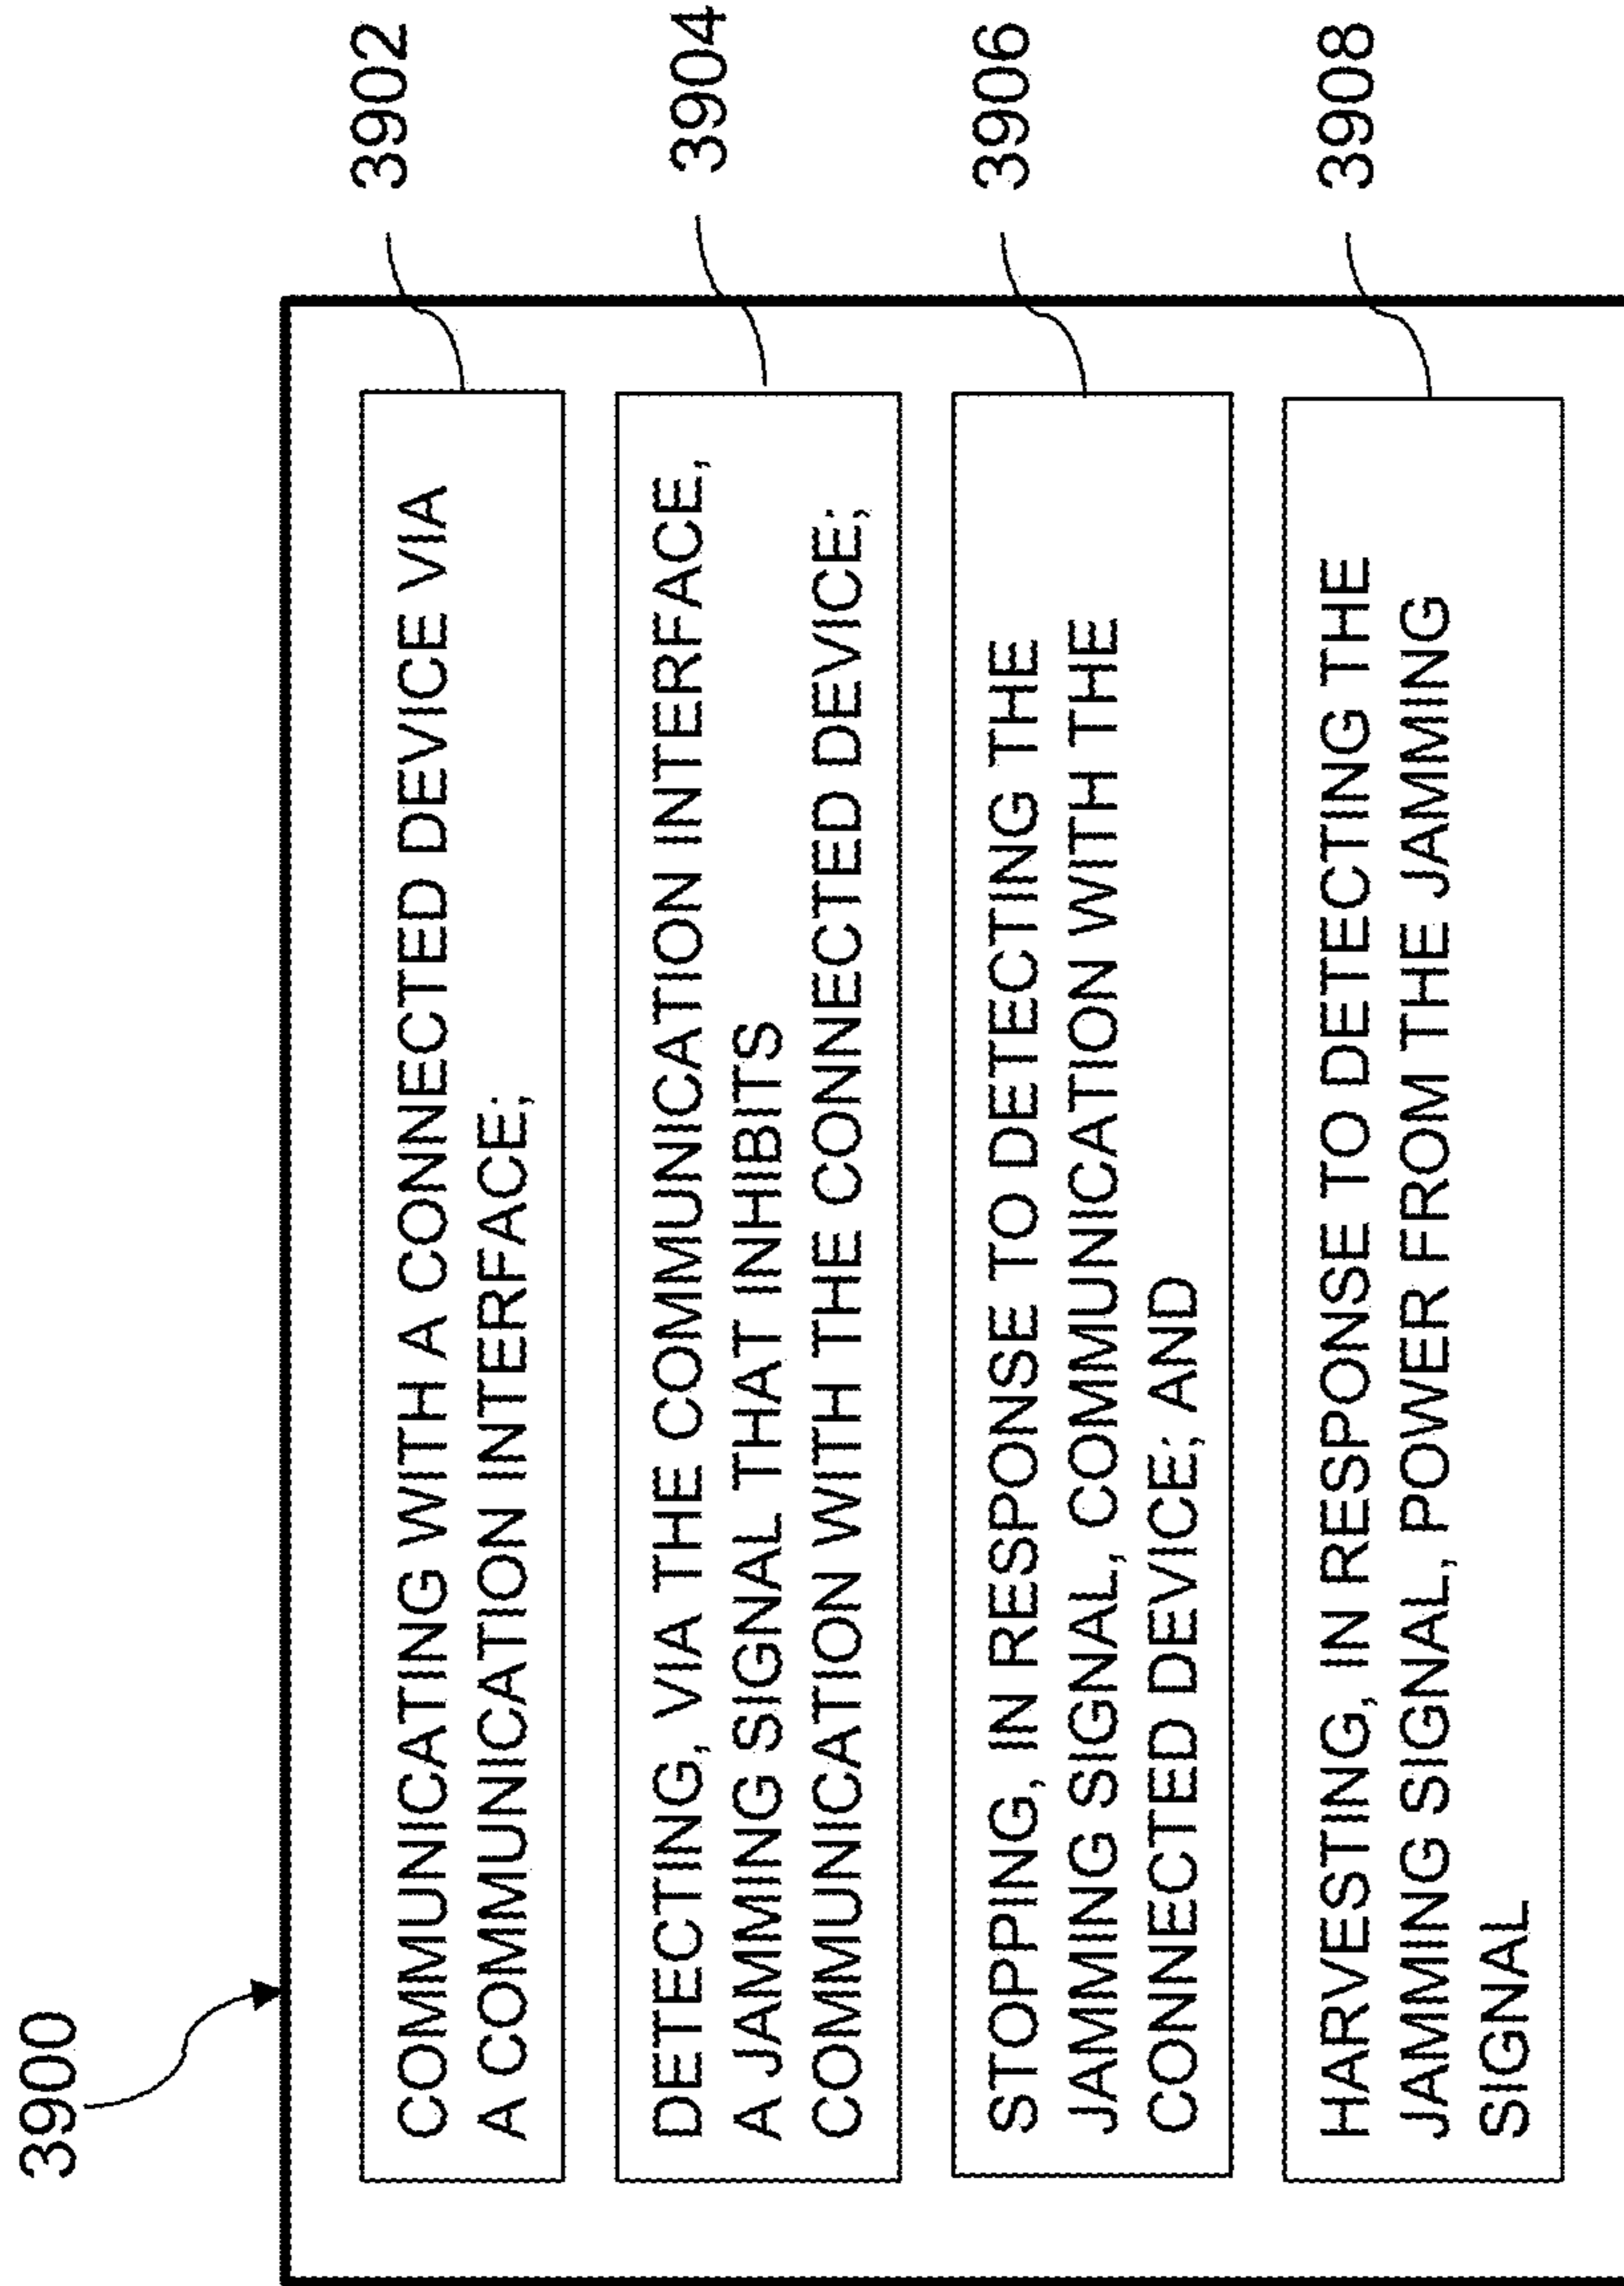 3900
COMMUNICATING WITH A CONNECTED DEVICE VIA
A COMMUNICATION INTERFACE;
3902
DETECTING, VIA THE COMMUNICATION INTERFACE,
A JAMMING SIGNAL THAT INHIBITS
COMMUNICATION WITH THE CONNECTED DEVICE;
3904
STOPPING, IN RESPONSE TO DETECTING THE
JAMMING SIGNAL, COMMUNICATION WITH THE
CONNECTED DEVICE; AND
3906
HARVESTING, IN RESPONSE TO DETECTING THE
JAMMING SIGNAL, POWER FROM THE JAMMING
SIGNAL
3908